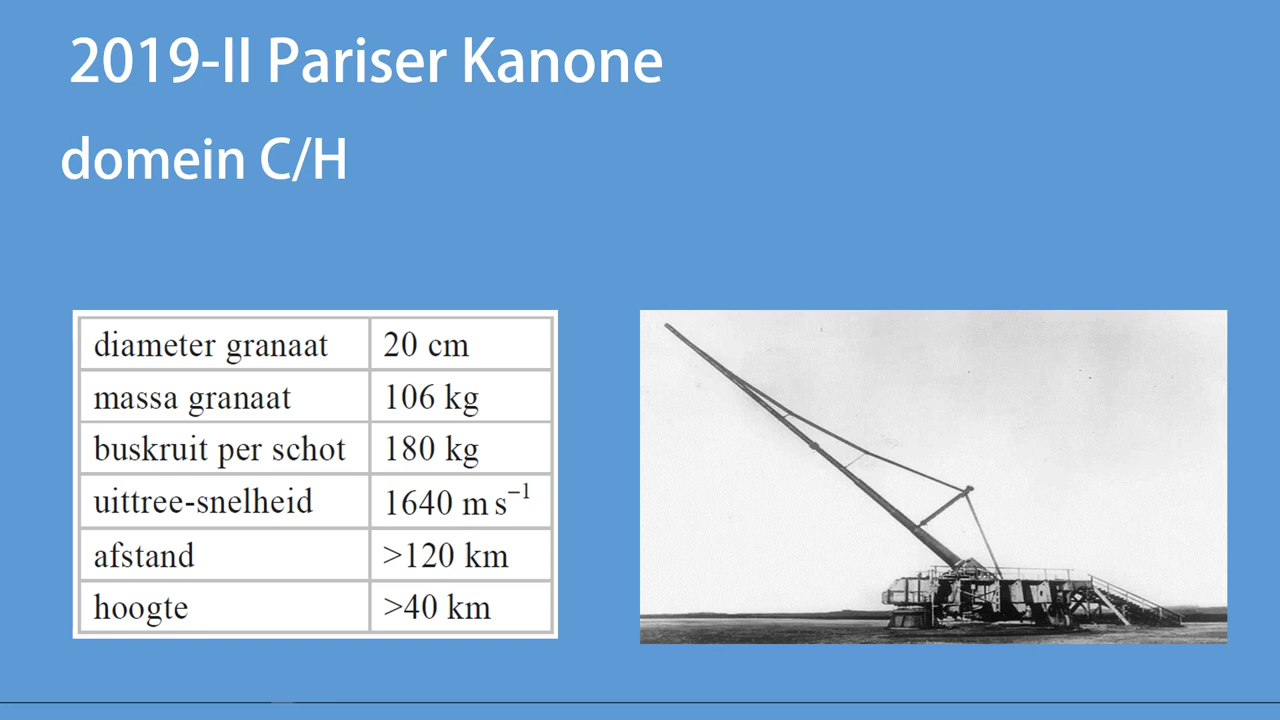 2019-II Pariser Kanone
domein C/H
diameter granaat 20 cm
massa granaat 106 kg
buskruit per schot 180 kg
uittree-snelheid 1640 m s⁻¹
afstand >120 km
hoogte >40 km